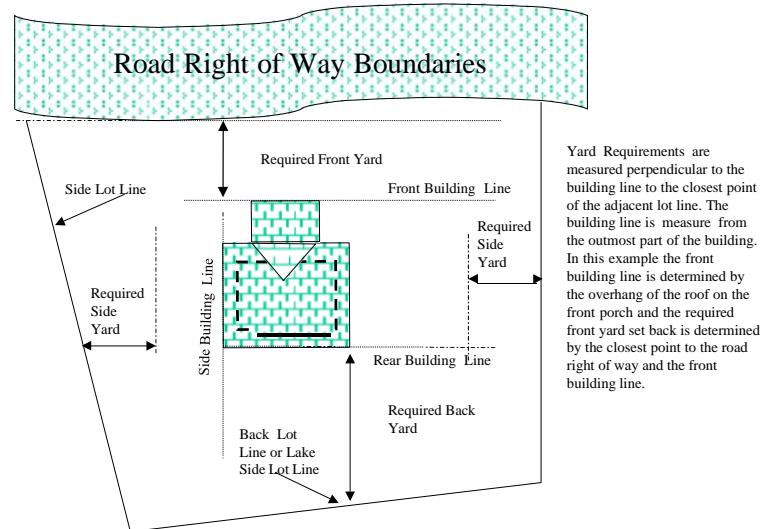 Road Right of Way Boundaries
Required Front Yard
Side Lot Line
Front Building Line
Required
Side
Yard
Required
Side
Yard
Side Building Line
Rear Building Line
Required Back
Yard
Back Lot
Line or Lake
Side Lot Line
Yard Requirements are
measured perpendicular to the
building line to the closest point
of the adjacent lot line. The
building line is measure from
the outmost part of the building.
In this example the front
building line is determined by
the overhang of the roof on the
front porch and the required
front yard set back is determined
by the closest point to the road
right of way and the front
building line.